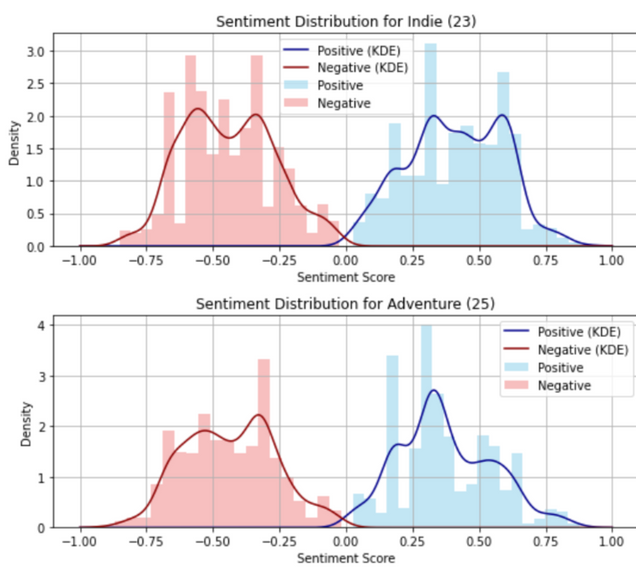 Sentiment Distribution for Indie (23)
3.0
2.5
2.0
1.5
1.0
0.5
0.0
Density
Positive (KDE)
Negative (KDE)
Positive
Negative
−1.00 −0.75 −0.50 −0.25 0.00 0.25 0.50 0.75 1.00
Sentiment Score
Sentiment Distribution for Adventure (25)
4
3
2
1
0
Density
Positive (KDE)
Negative (KDE)
Positive
Negative
−1.00 −0.75 −0.50 −0.25 0.00 0.25 0.50 0.75 1.00
Sentiment Score